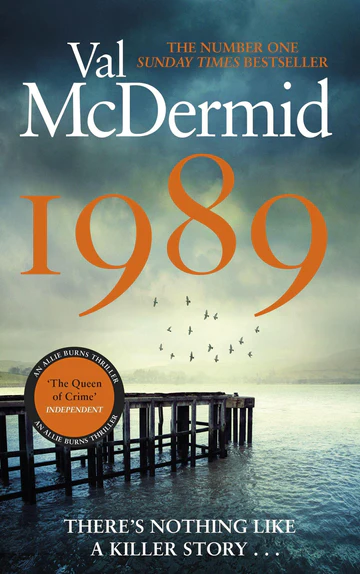 Val
McDermid
THE NUMBER ONE
SUNDAY TIMES BESTSELLER
1989
AN ALLIE BURNS THRILLER
'The Queen
of Crime'
INDEPENDENT
AN ALLIE BURNS THRILLER
THERE'S NOTHING LIKE
A KILLER STORY . . .